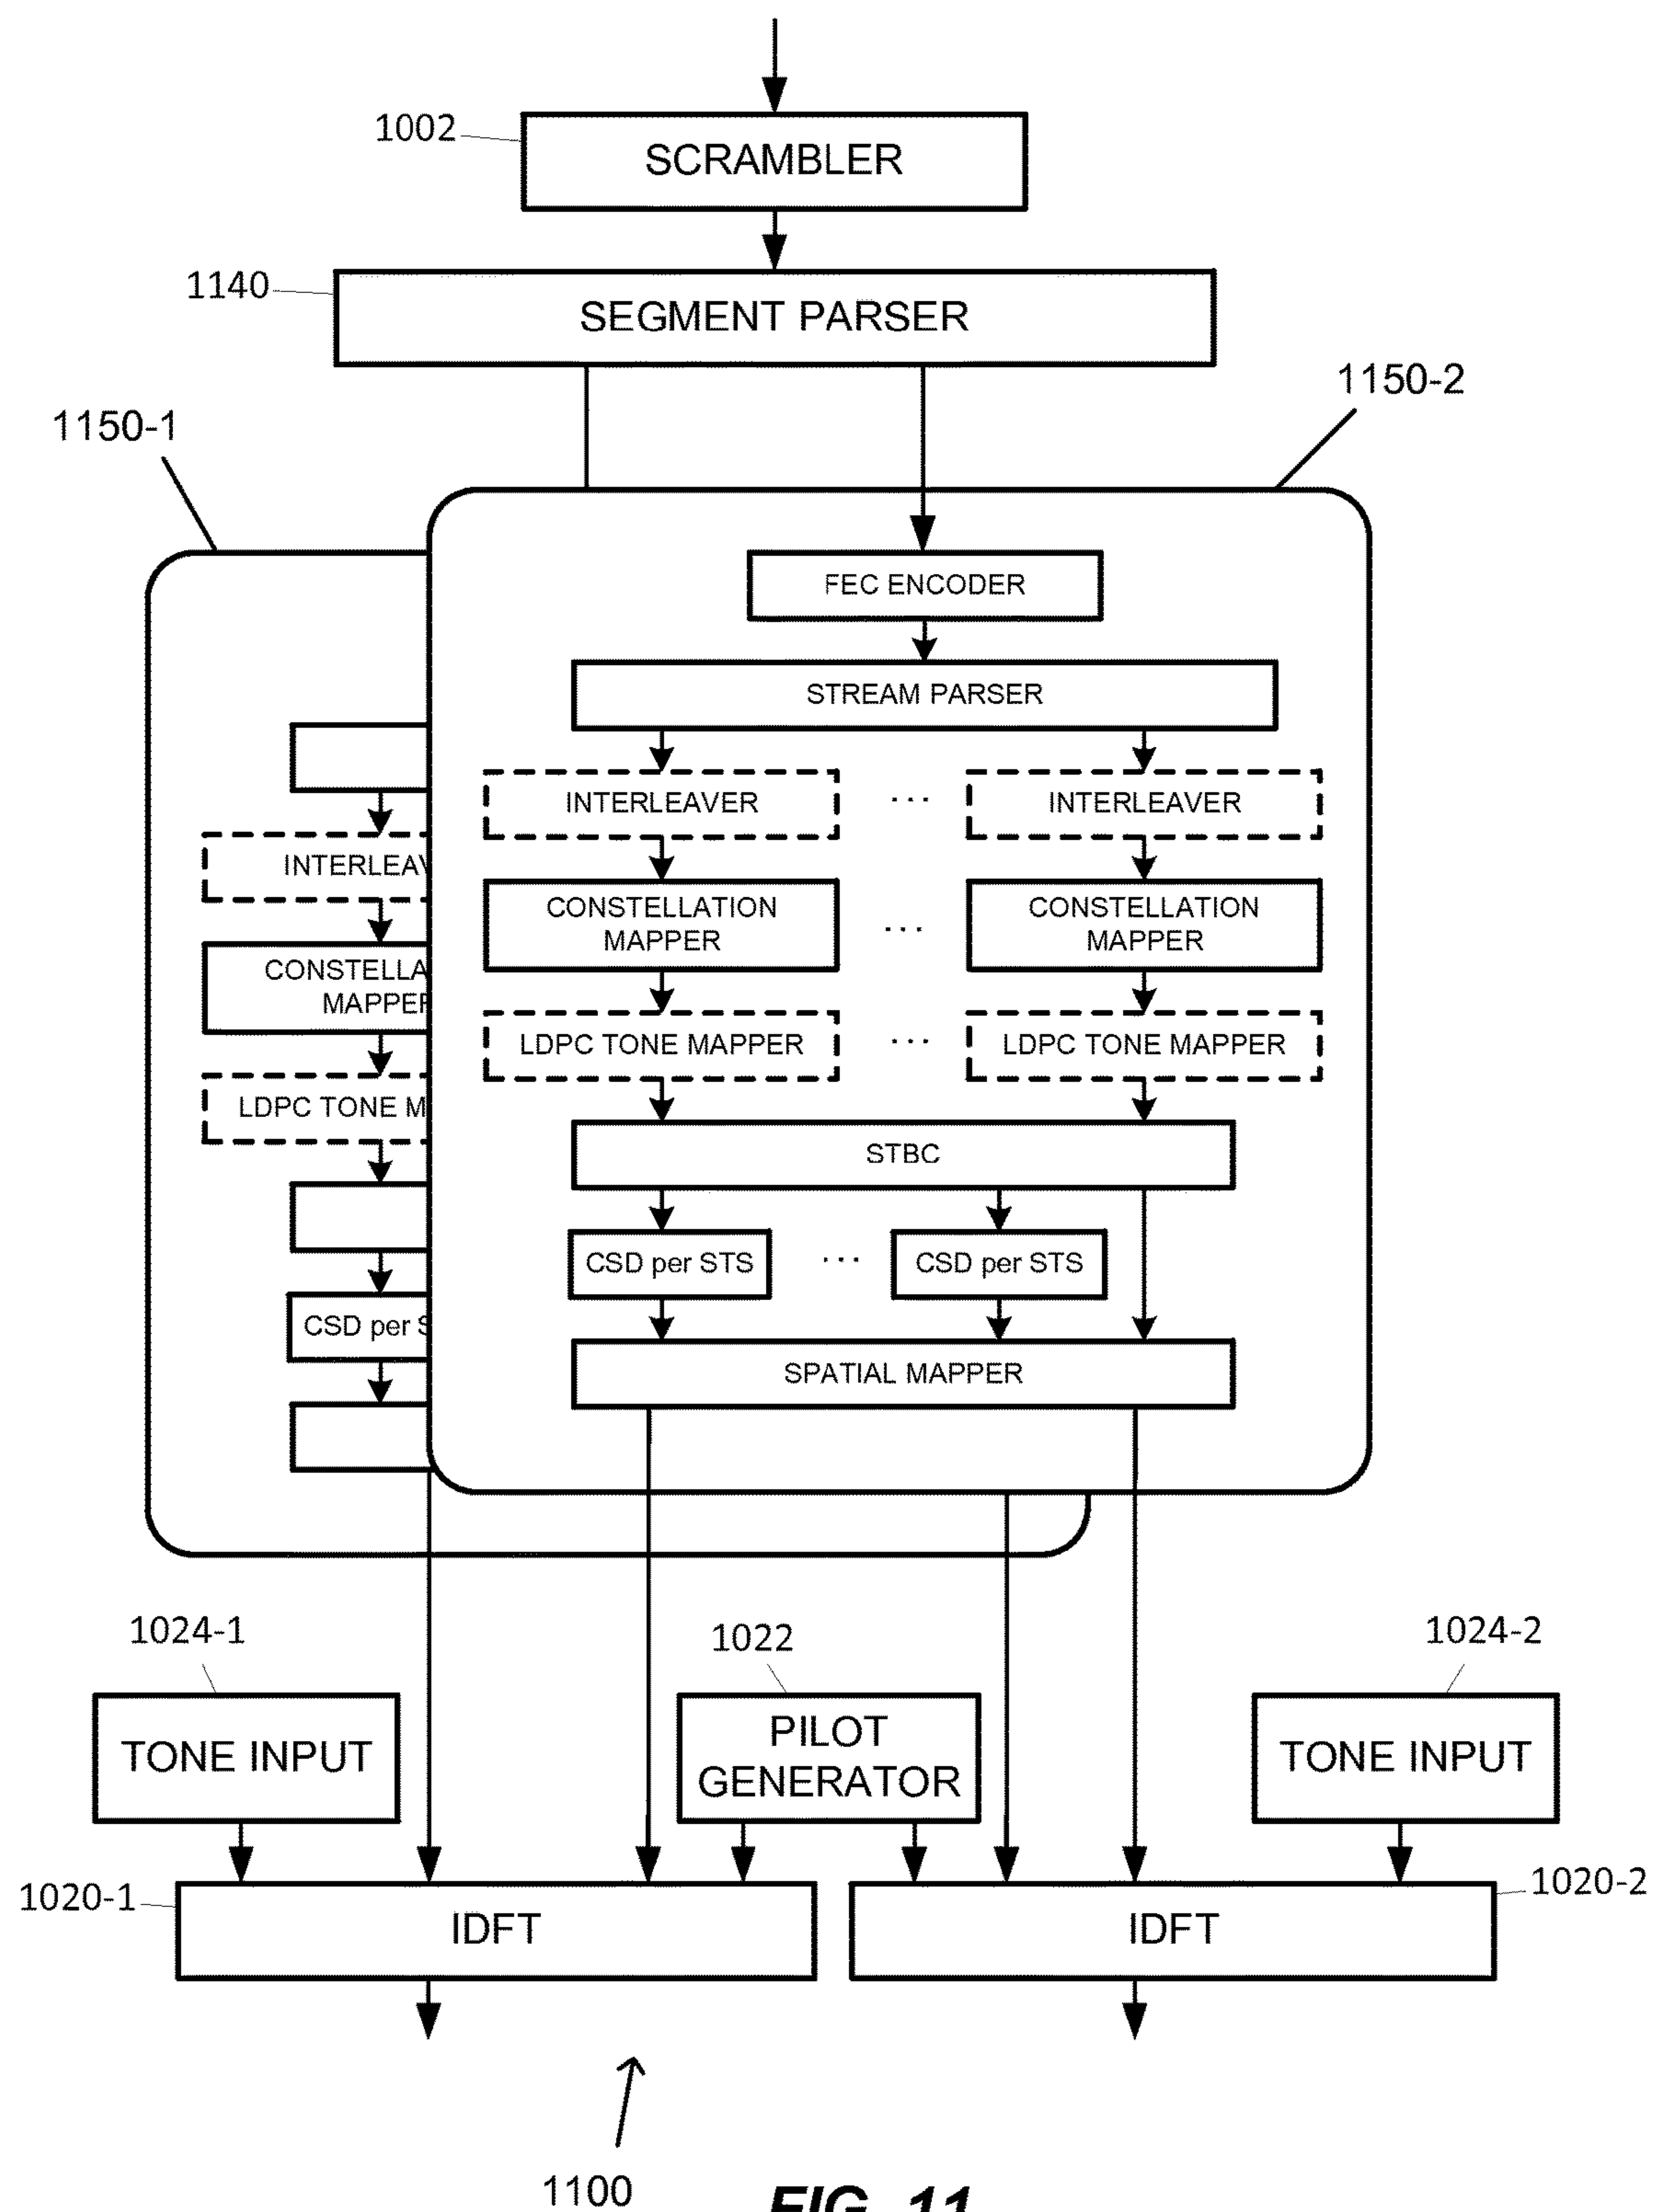 1002
SCRAMBLER
1140
SEGMENT PARSER
1150-2
1150-1
FEC ENCODER
STREAM PARSER
INTERLEAVER ... INTERLEAVER
CONSTELLATION
MAPPER
...
CONSTELLATION
MAPPER
LDPC TONE MAPPER ... LDPC TONE MAPPER
STBC
CSD per STS ... CSD per STS
SPATIAL MAPPER
INTERLEAV
CONSTELLA
MAPPER
LDPC TONE M
CSD per S
1024-1
TONE INPUT
1022
PILOT
GENERATOR
1024-2
TONE INPUT
1020-1
IDFT
1020-2
IDFT
1100
FIG. 11